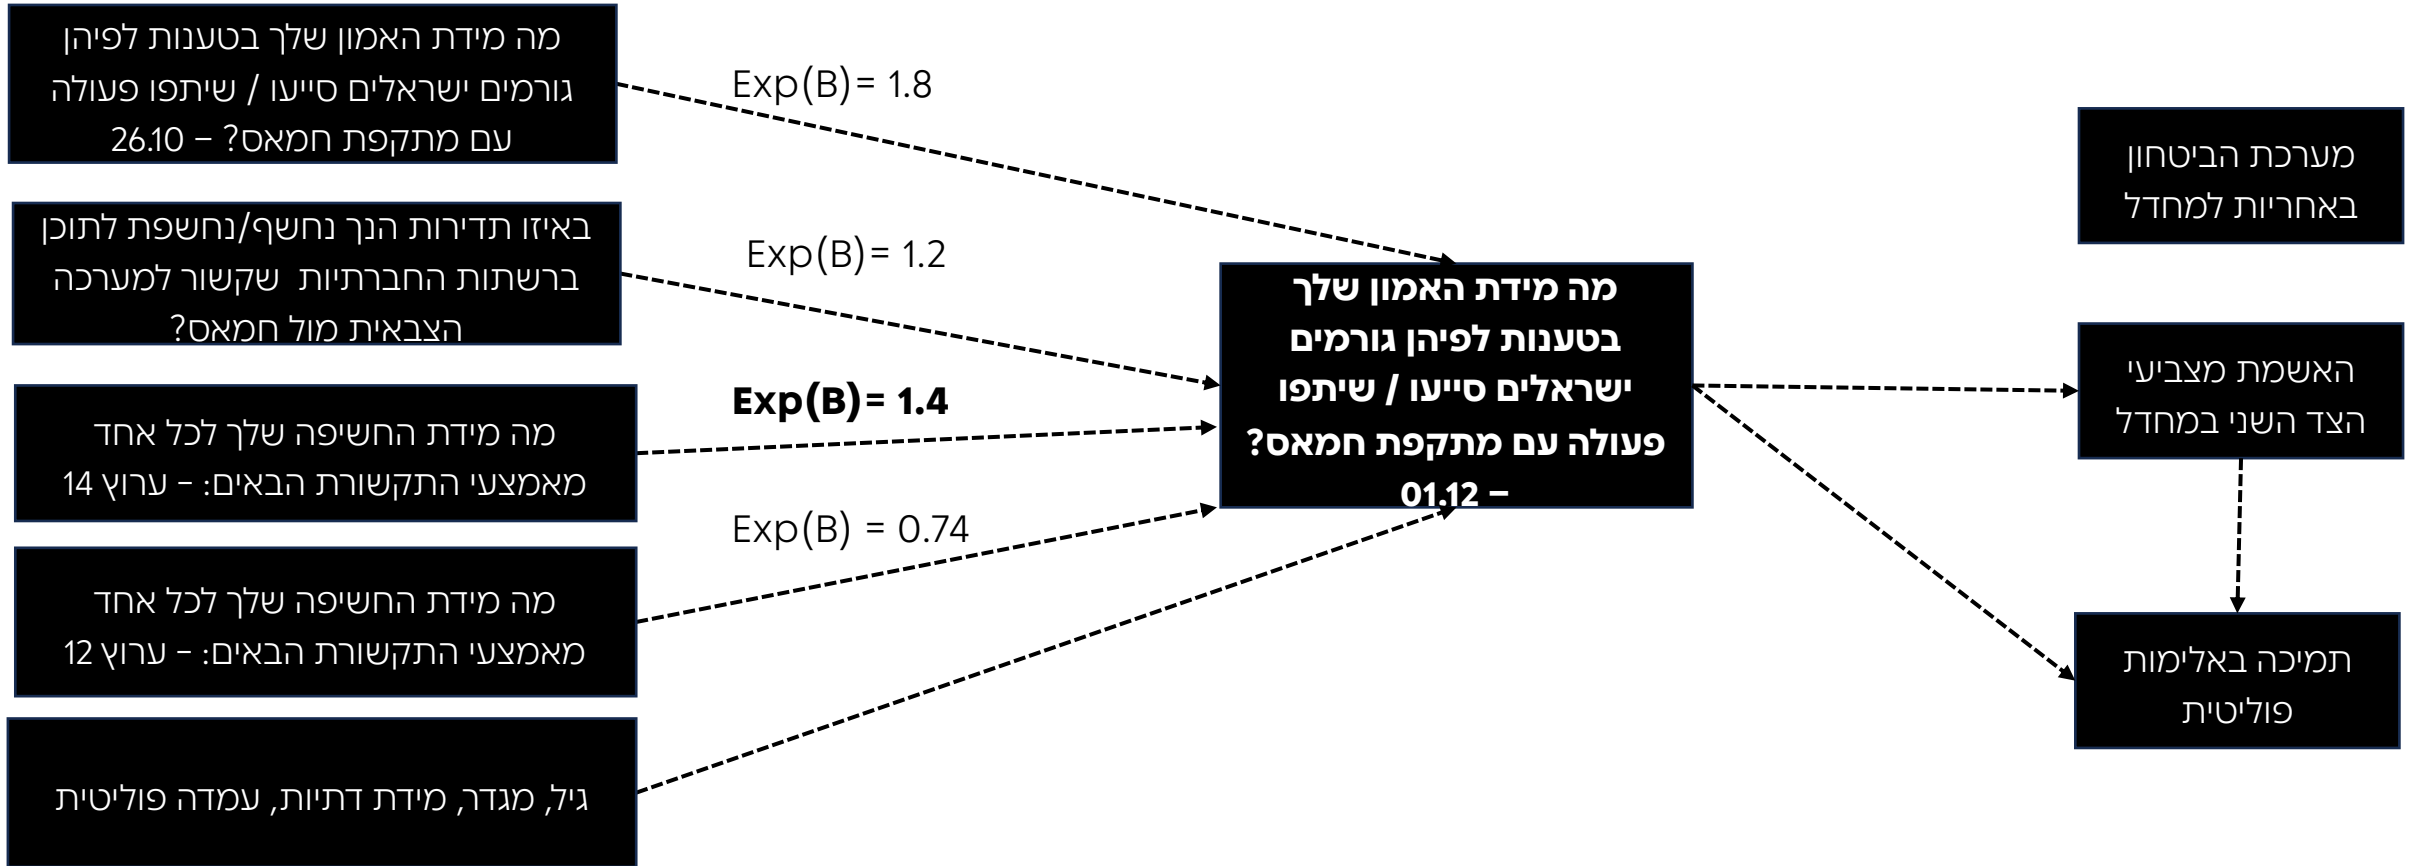 מה מידת האמון שלך בטענות לפיהן
גורמים ישראלים סייעו / שיתפו פעולה
עם מתקפת חמאס? – 26.10
באיזו תדירות הנך נחשף/נחשפת לתוכן
ברשתות החברתיות שקשור למערכה
הצבאית מול חמאס?
מה מידת החשיפה שלך לכל אחד
מאמצעי התקשורת הבאים: - ערוץ 14
מה מידת החשיפה שלך לכל אחד
מאמצעי התקשורת הבאים: - ערוץ 12
גיל, מגדר, מידת דתיות, עמדה פוליטית
Exp(B)= 1.8
Exp(B)= 1.2
Exp(B)= 1.4
Exp(B) = 0.74
מה מידת האמון שלך
בטענות לפיהן גורמים
ישראלים סייעו / שיתפו
פעולה עם מתקפת חמאס?
– 01.12
מערכת הביטחון
באחריות למחדל
האשמת מצביעי
הצד השני במחדל
תמיכה באלימות
פוליטית